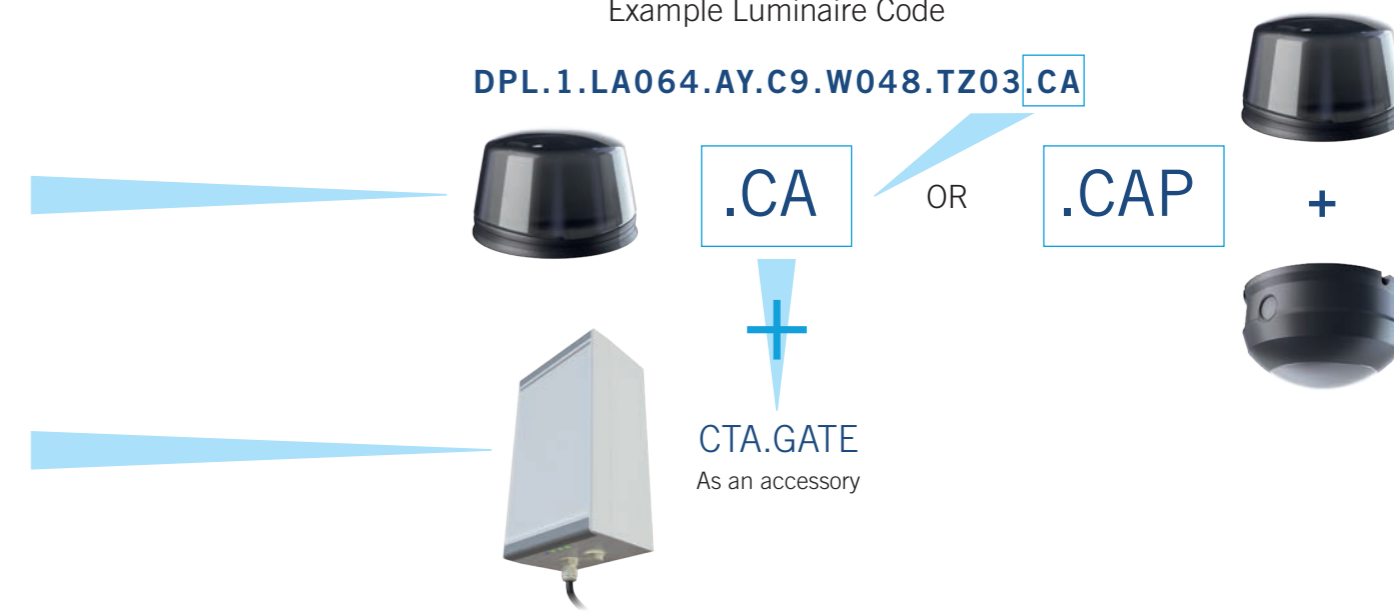 Example Luminaire Code
DPL.1.LA064.AY.C9.W048.TZ03.CA
.CA
OR
.CAP
+
+
CTA.GATE
As an accessory